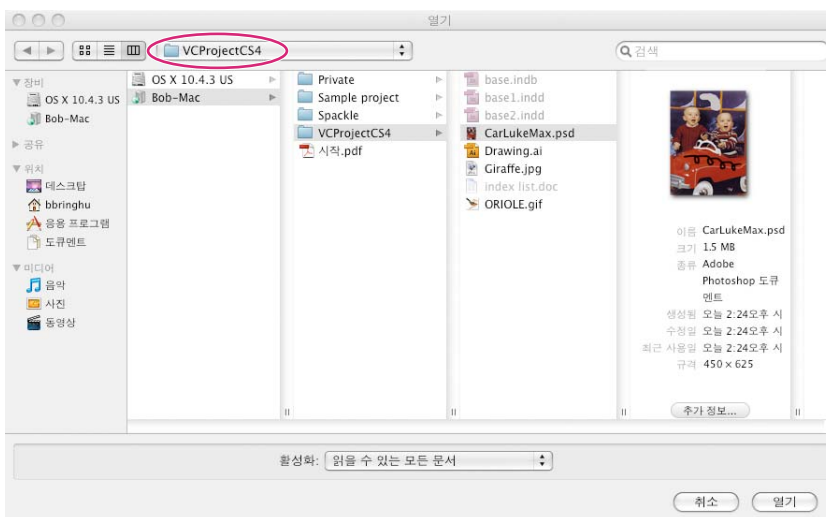 열기
VCProjectCS4
검색
장비
OS X 10.4.3 US
Bob-Mac
공유
위치
데스크탑
bbringhu
응용 프로그램
도큐멘트
미디어
음악
사진
동영상
OS X 10.4.3 US
Bob-Mac
Private
Sample project
Spackle
VCProjectCS4
시작.pdf
base.indb
base1.indd
base2.indd
CarLukeMax.psd
Drawing.ai
Giraffe.jpg
index list.doc
ORIOLE.gif
이름 CarLukeMax.psd
크기 1.5 MB
종류 Adobe
Photoshop 도큐
멘트
생성됨 오늘 2:24오후 시
수정일 오늘 2:24오후 시
최근 사용일 오늘 2:24오후 시
규격 450 × 625
추가 정보...
활성화: 읽을 수 있는 모든 문서
취소 열기